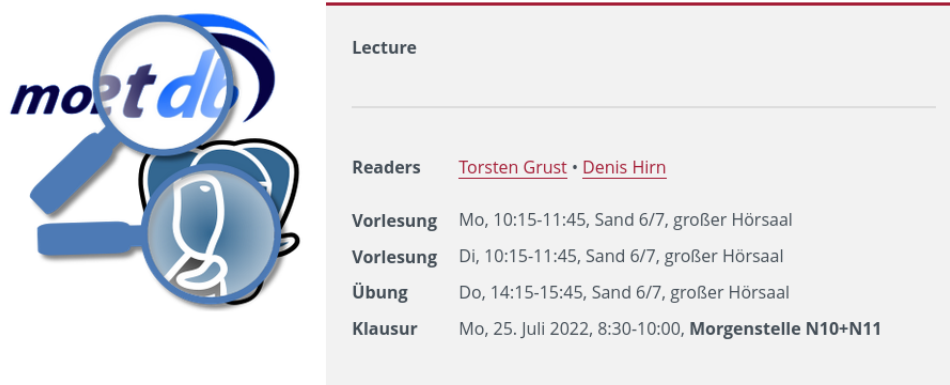 moetdb
Lecture
Readers Torsten Grust • Denis Hirn
Vorlesung Mo, 10:15-11:45, Sand 6/7, großer Hörsaal
Vorlesung Di, 10:15-11:45, Sand 6/7, großer Hörsaal
Übung Do, 14:15-15:45, Sand 6/7, großer Hörsaal
Klausur Mo, 25. Juli 2022, 8:30-10:00, Morgenstelle N10+N11